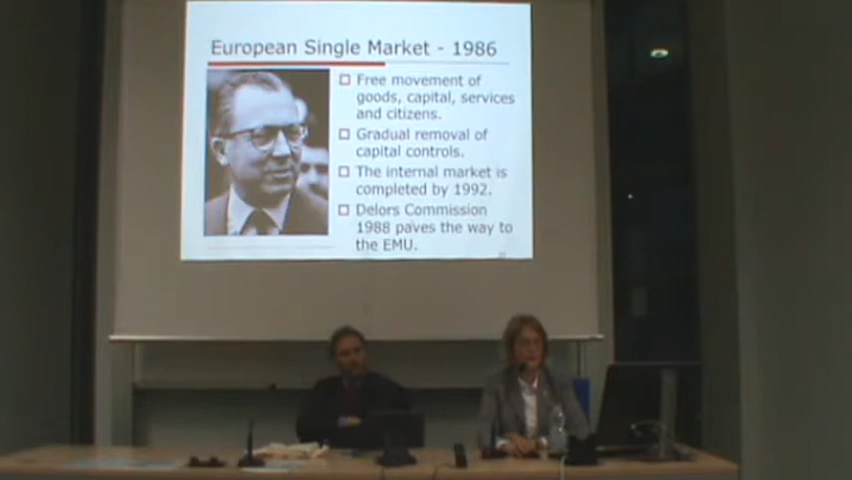 European Single Market - 1986
Free movement of
goods, capital, services
and citizens.
Gradual removal of
capital controls.
The internal market is
completed by 1992.
Delors Commission
1988 paves the way to
the EMU.